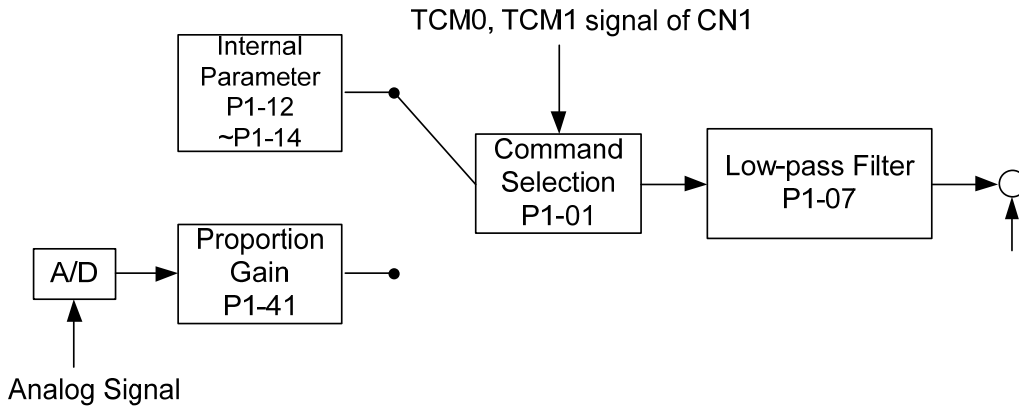 TCM0, TCM1 signal of CN1
Internal
Parameter
P1-12
~P1-14
Command
Selection
P1-01
Low-pass Filter
P1-07
A/D
Proportion
Gain
P1-41
Analog Signal